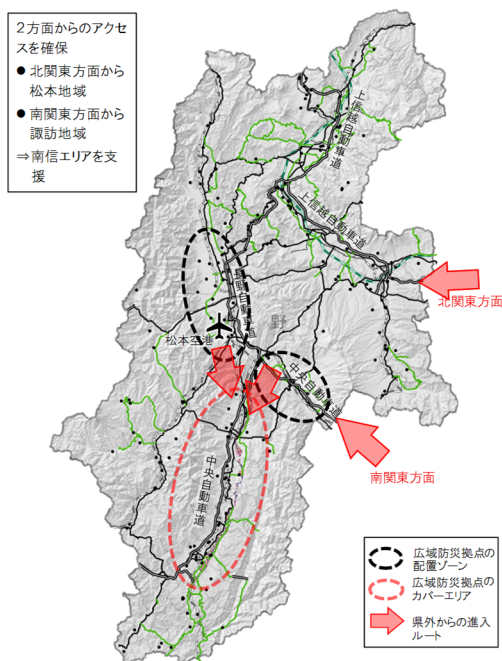 2方面からのアクセ
スを確保
● 北関東方面から
松本地域
● 南関東方面から
諏訪地域
⇒南信エリアを支
援
上信越自動車道
上信越自動車道
北関東方面
長野自動車道
野
松本空港
中央自動車道
南関東方面
中央自動車道
広域防災拠点の
配置ゾーン
広域防災拠点の
カバーエリア
県外からの進入
ルート